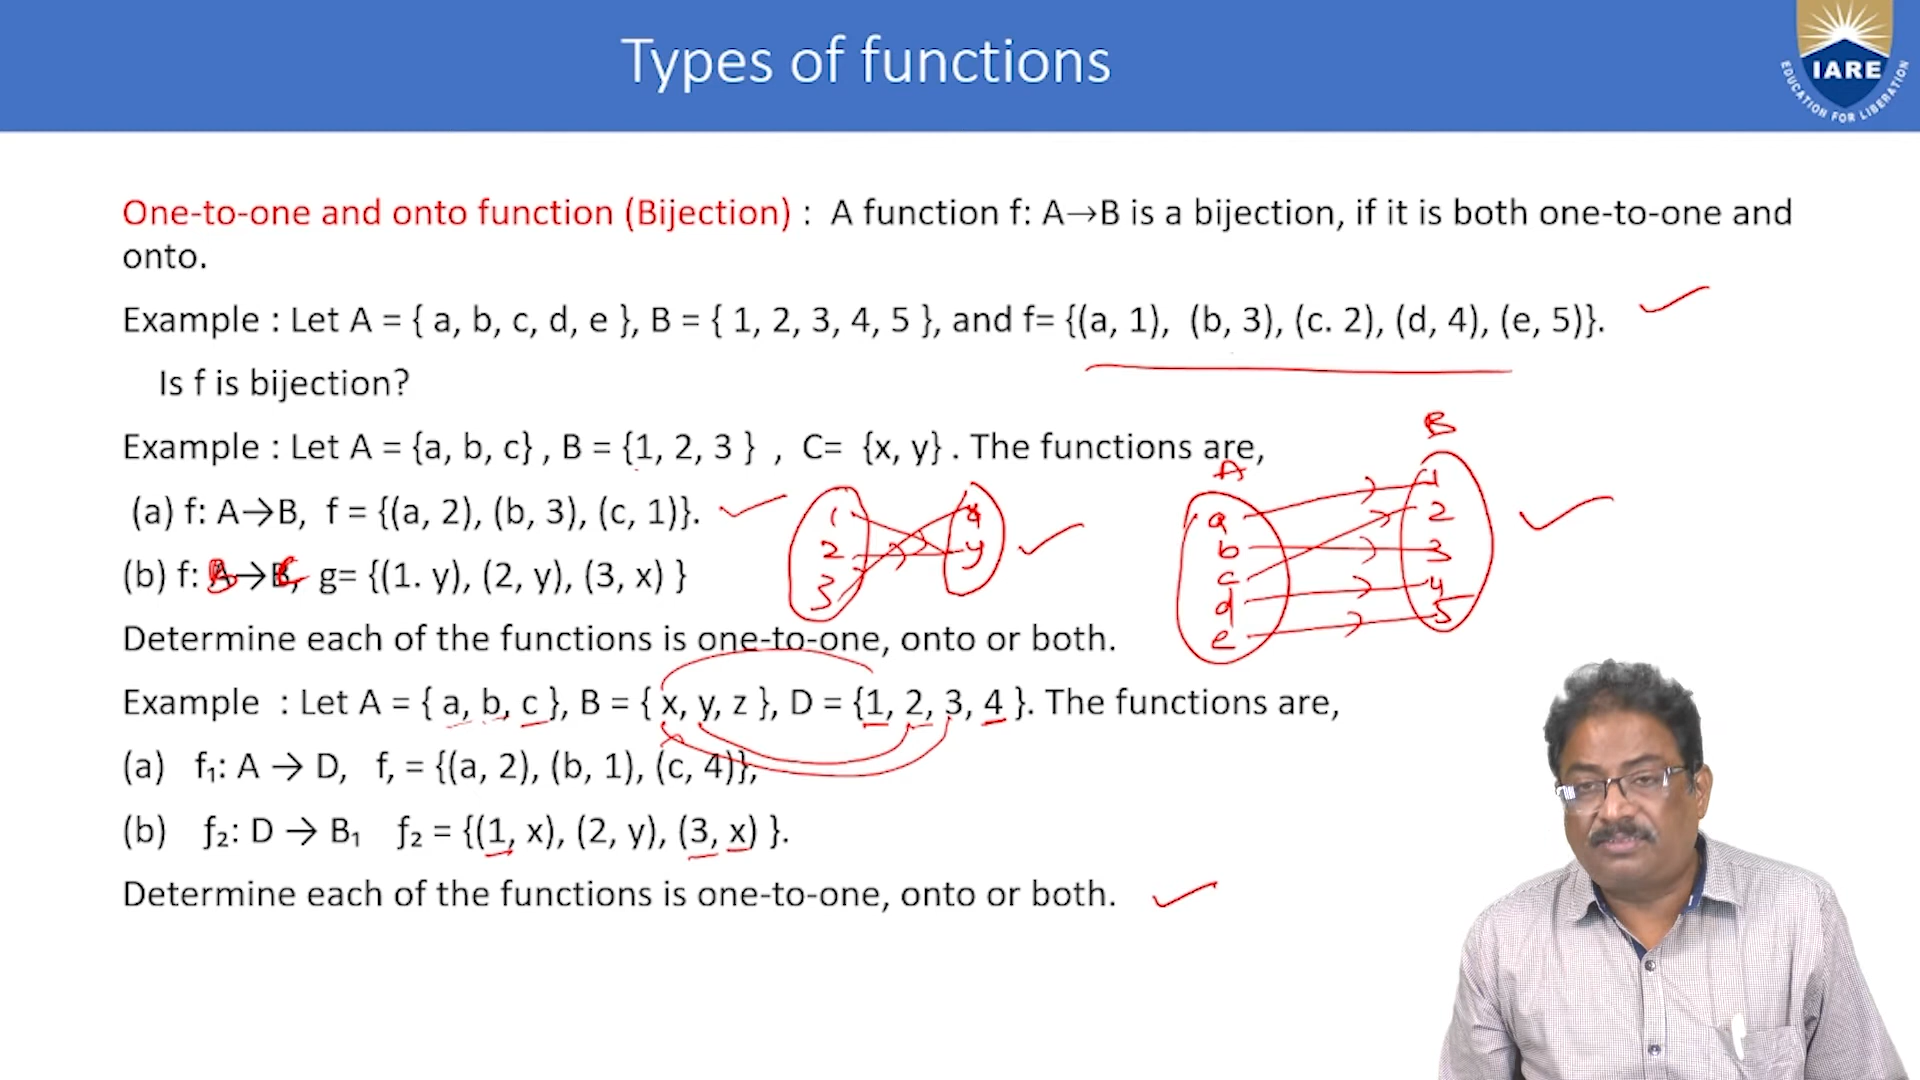 Types of functions
IARE
EDUCATION FOR LIBERATION
One-to-one and onto function (Bijection) : A function f: A→B is a bijection, if it is both one-to-one and
onto.
Example : Let A = { a, b, c, d, e }, B = { 1, 2, 3, 4, 5 }, and f= {(a, 1), (b, 3), (c. 2), (d, 4), (e, 5)}.
Is f is bijection?
Example : Let A = {a, b, c} , B = {1, 2, 3 } , C= {x, y} . The functions are,
(a) f: A→B, f = {(a, 2), (b, 3), (c, 1)}.
(b) f: B→C, g= {(1. y), (2, y), (3, x) }
1
2
3
x
y
A
a
b
c
d
e
B
1
2
3
4
5
Determine each of the functions is one-to-one, onto or both.
Example : Let A = { a, b, c }, B = { x, y, z }, D = {1, 2, 3, 4 }. The functions are,
(a) f₁: A → D, f, = {(a, 2), (b, 1), (c, 4)},
(b) f₂: D → B₁ f₂ = {(1, x), (2, y), (3, x) }.
Determine each of the functions is one-to-one, onto or both.